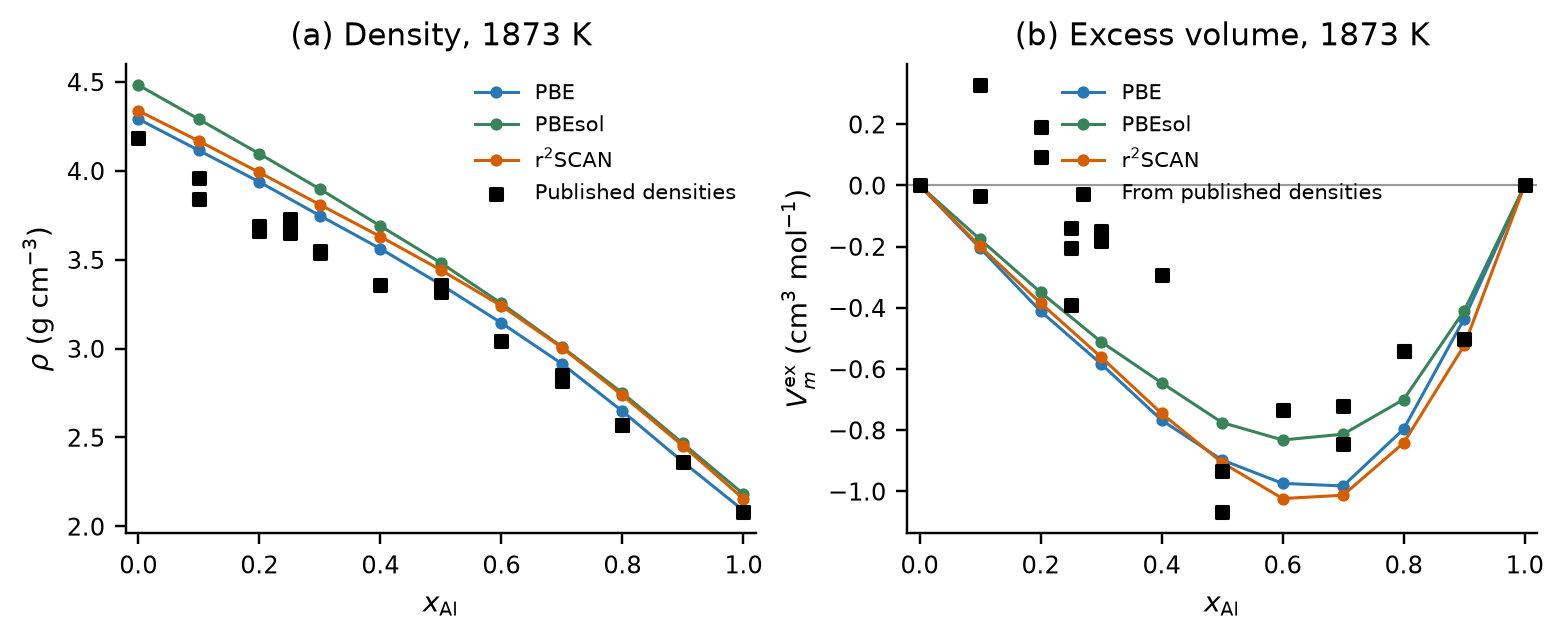 (a) Density, 1873 K
4.5
4.0
3.5
3.0
2.5
2.0
ρ (g cm⁻³)
PBE
PBEsol
r²SCAN
Published densities
0.0 0.2 0.4 0.6 0.8 1.0
x_Al
(b) Excess volume, 1873 K
0.2
0.0
−0.2
−0.4
−0.6
−0.8
−1.0
V_m^ex (cm³ mol⁻¹)
PBE
PBEsol
r²SCAN
From published densities
0.0 0.2 0.4 0.6 0.8 1.0
x_Al